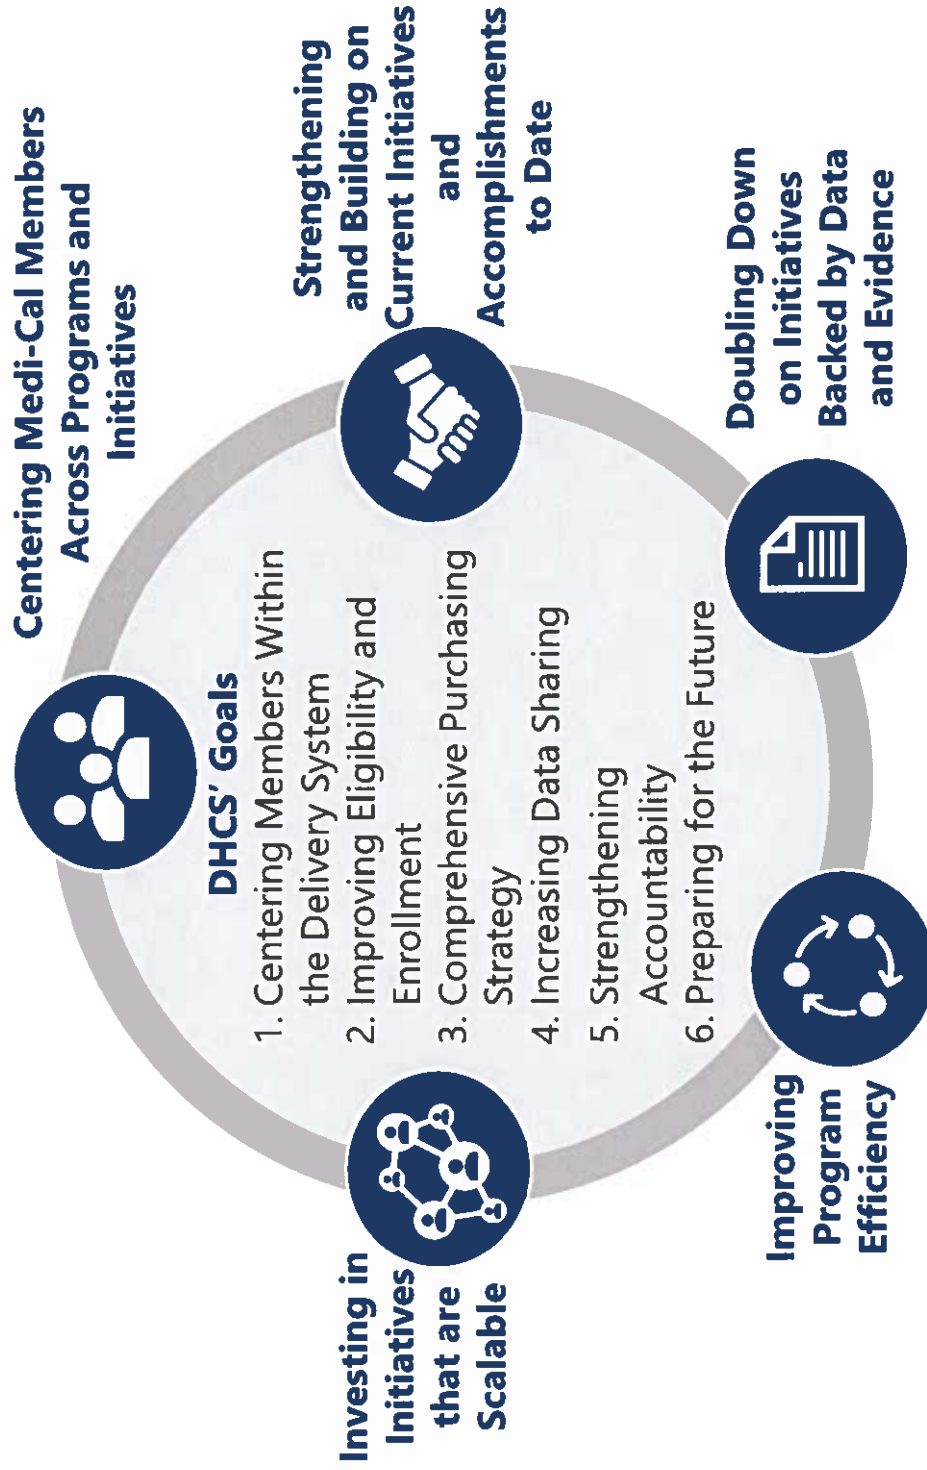 Centering Medi-Cal Members
Across Programs and
Initiatives
Strengthening
and Building on
Current Initiatives
and
Accomplishments
to Date
Doubling Down
on Initiatives
Backed by Data
and Evidence
Improving
Program
Efficiency
Investing in
Initiatives
that are
Scalable
DHCS' Goals
1. Centering Members Within
the Delivery System
2. Improving Eligibility and
Enrollment
3. Comprehensive Purchasing
Strategy
4. Increasing Data Sharing
5. Strengthening
Accountability
6. Preparing for the Future